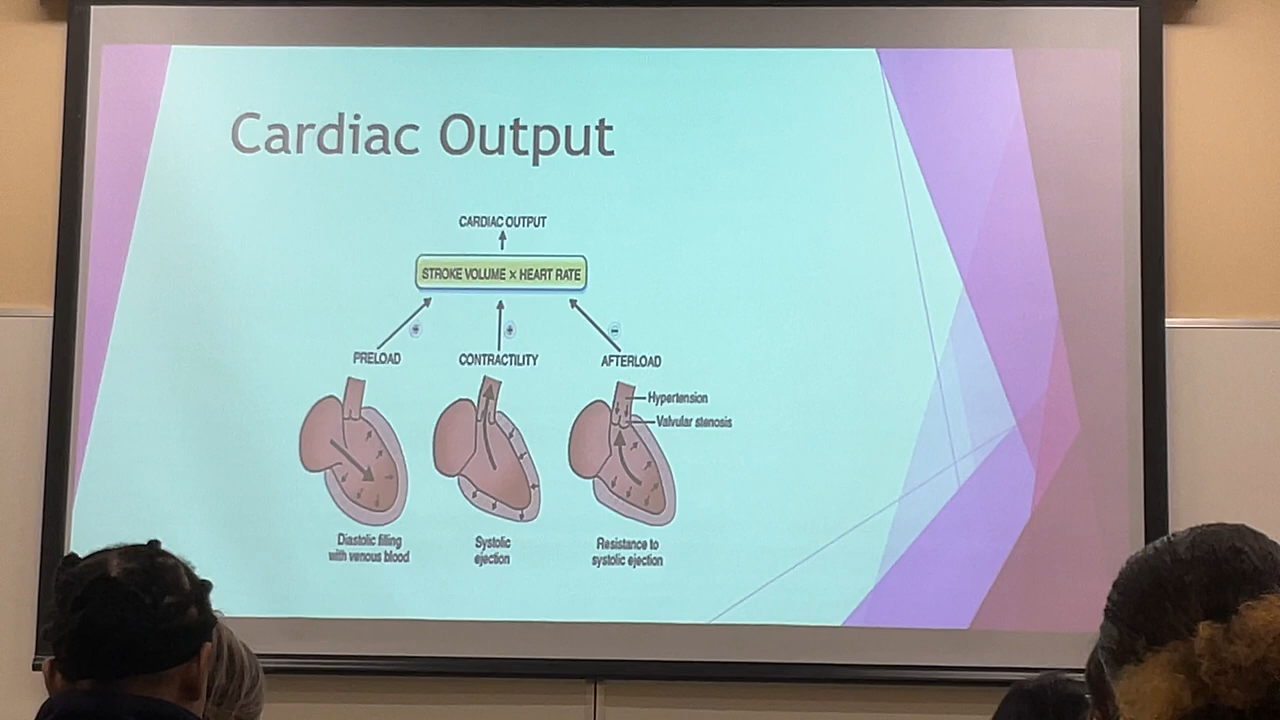 Cardiac Output
CARDIAC OUTPUT
STROKE VOLUME × HEART RATE
+
+
−
PRELOAD
CONTRACTILITY
AFTERLOAD
Hypertension
Valvular stenosis
Diastolic filling
with venous blood
Systolic
ejection
Resistance to
systolic ejection